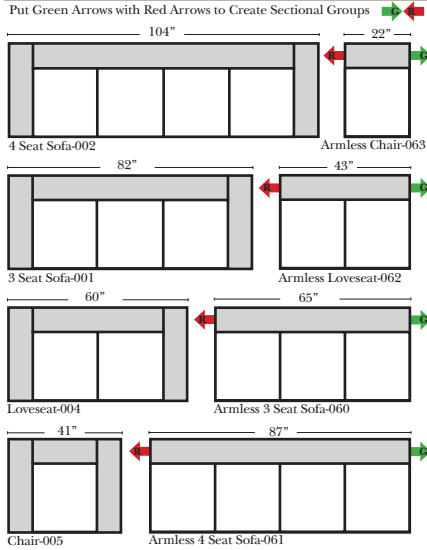 Put Green Arrows with Red Arrows to Create Sectional Groups G R
104” 22”
R G
4 Seat Sofa-002 Armless Chair-063
82” 43”
R G
3 Seat Sofa-001 Armless Loveseat-062
60” 65”
R G
Loveseat-004 Armless 3 Seat Sofa-060
41” 87”
R G
Chair-005 Armless 4 Seat Sofa-061